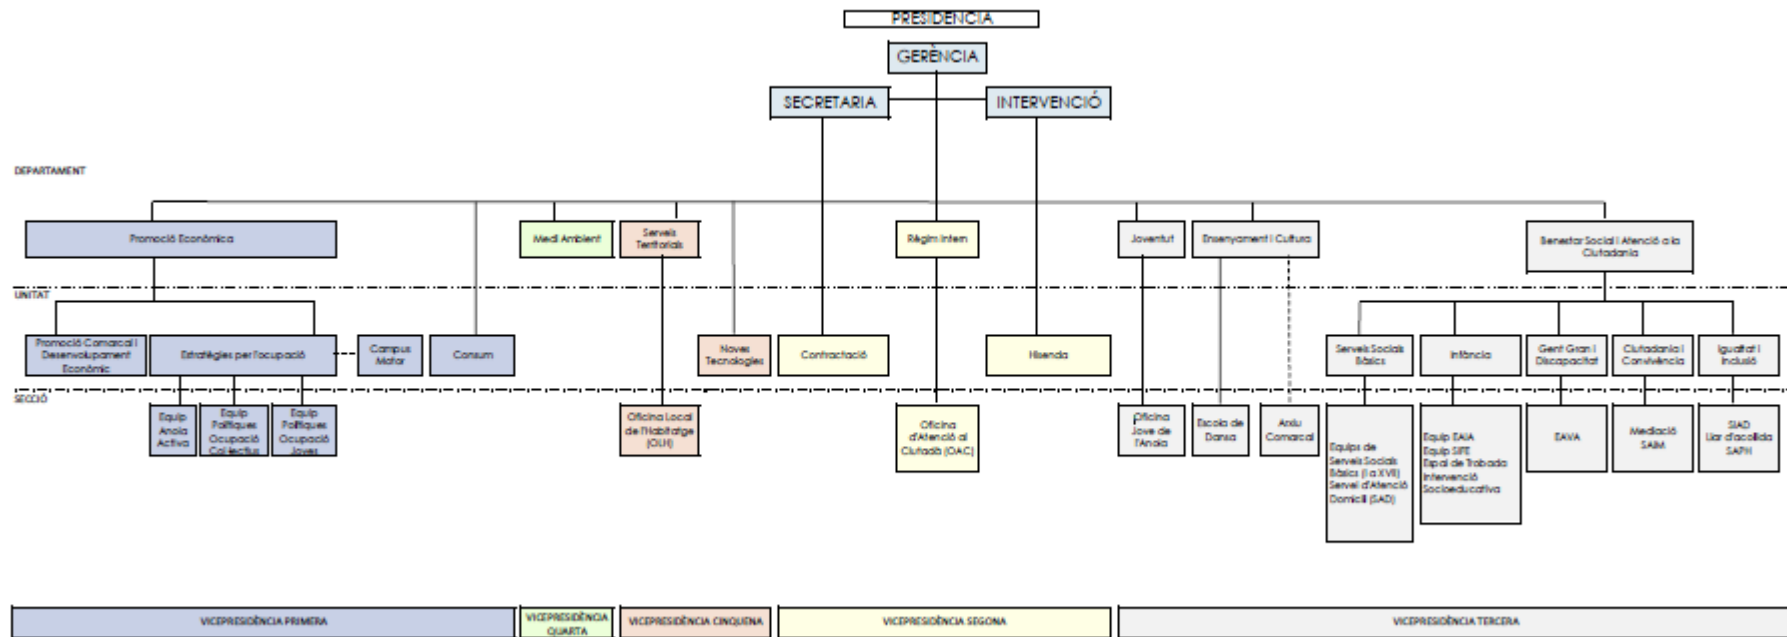 PRESIDÈNCIA
GERÈNCIA
SECRETARIA
INTERVENCIÓ
DEPARTAMENT
Promoció Econòmica
Medi Ambient
Serveis
Territorials
Règim Intern
Joventut
Ensenyament i Cultura
Benestar Social i Atenció a la
Ciutadania
UNITAT
Promoció Comarcal i
Desenvolupament
Econòmic
Estratègies per l'ocupació
Campus
Motor
Consum
Noves
Tecnologies
Contractació
Hisenda
Serveis Socials
Bàsics
Infància
Gent Gran i
Discapacitat
Ciutadania i
Convivència
Igualtat i
Inclusió
SECCIÓ
Equip
Anoia
Activa
Equip
Polítiques
Ocupació
Col·lectius
Equip
Polítiques
Ocupació
Joves
Oficina Local
de l'Habitatge
(OLH)
Oficina
d'Atenció al
Ciutadà (OAC)
Oficina
Jove de
l'Anoia
Escola de
Dansa
Arxiu
Comarcal
Equips de
Serveis Socials
Bàsics (I a XVII)
Servei d'Atenció
Domicili (SAD)
Equip EAIA
Equip SIFE
Espai de Trobada
Intervenció
Socioeducativa
EAVA
Mediació
SAIM
SIAD
Llar d'acollida
SAPH
VICEPRESIDÈNCIA PRIMERA
VICEPRESIDÈNCIA
QUARTA
VICEPRESIDÈNCIA CINQUENA
VICEPRESIDÈNCIA SEGONA
VICEPRESIDÈNCIA TERCERA